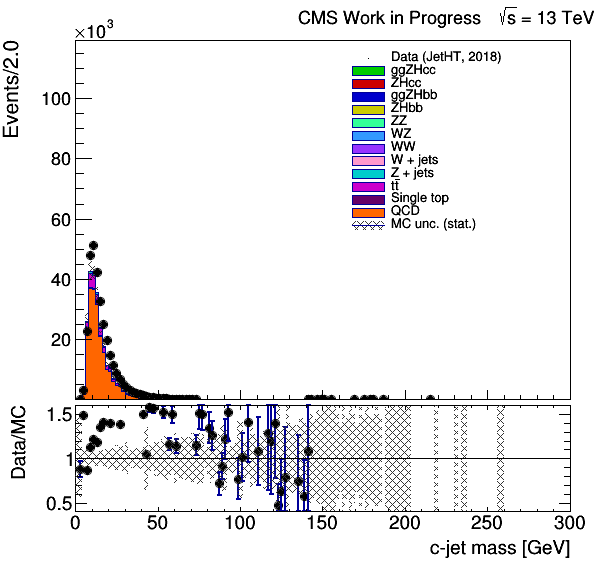 CMS Work in Progress √s = 13 TeV
×10³
Events/2.0
100
80
60
40
20
Data (JetHT, 2018)
ggZHcc
ZHcc
ggZHbb
ZHbb
ZZ
WZ
WW
W + jets
Z + jets
tt̄
Single top
QCD
MC unc. (stat.)
Data/MC
1.5
1
0.5
0 50 100 150 200 250 300
c-jet mass [GeV]